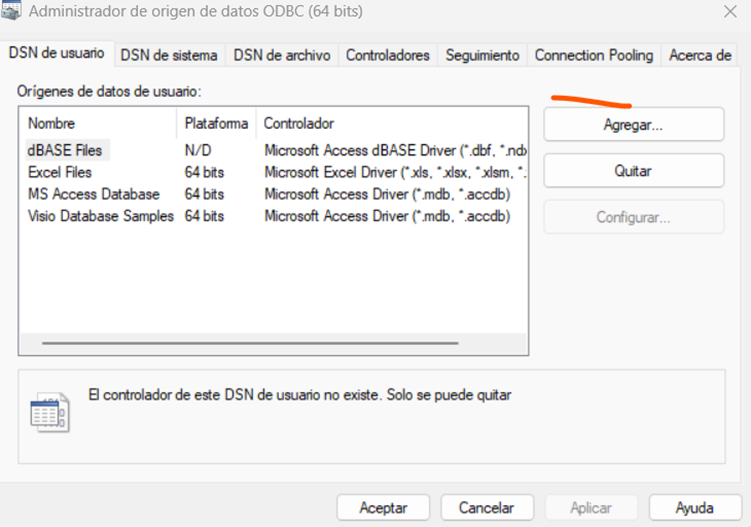 Administrador de origen de datos ODBC (64 bits)
DSN de usuario DSN de sistema DSN de archivo Controladores Seguimiento Connection Pooling Acerca de
Orígenes de datos de usuario:
Nombre Plataforma Controlador
dBASE Files N/D Microsoft Access dBASE Driver (*.dbf, *.ndx
Excel Files 64 bits Microsoft Excel Driver (*.xls, *.xlsx, *.xlsm, *.
MS Access Database 64 bits Microsoft Access Driver (*.mdb, *.accdb)
Visio Database Samples 64 bits Microsoft Access Driver (*.mdb, *.accdb)
Agregar...
Quitar
Configurar...
El controlador de este DSN de usuario no existe. Solo se puede quitar
Aceptar Cancelar Aplicar Ayuda